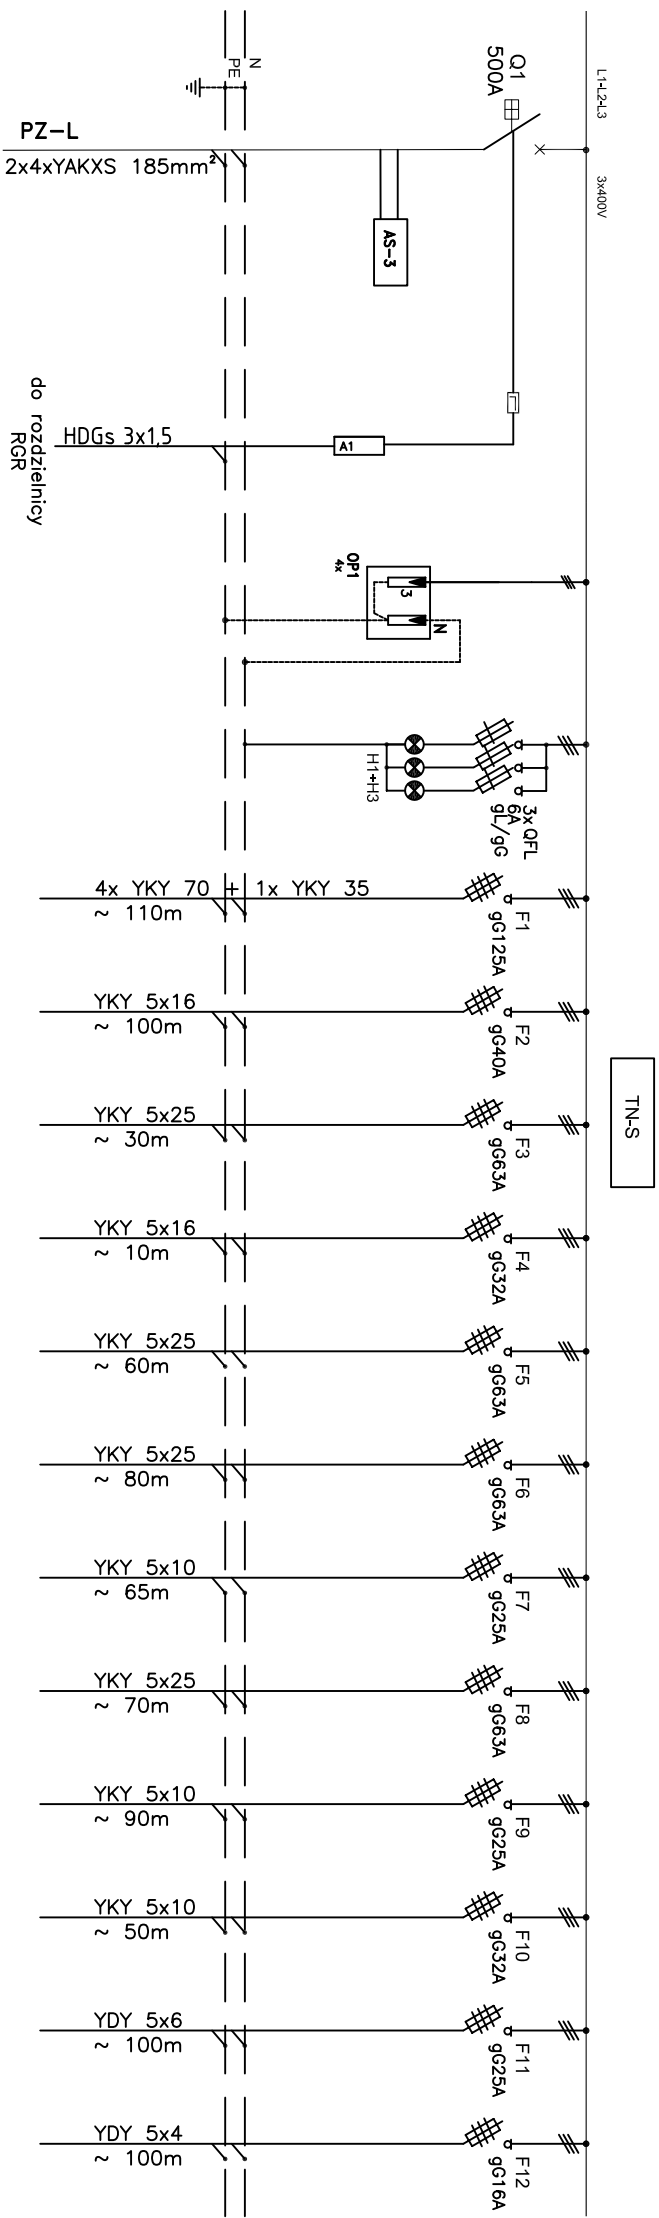 L1-L2-L3
3x400V
Q1
500A
N
PE
PZ-L
2x4xYAKXS 185mm²
AS-3
do rozdzielnicy
RGR
HDGs 3x1,5
A1
OP1
4x
3
N
H1+H3
3x QFL
6A
gL/gG
4x YKY 70 + 1x YKY 35
~ 110m
F1
gG125A
YKY 5x16
~ 100m
F2
gG40A
TN-S
YKY 5x25
~ 30m
F3
gG63A
YKY 5x16
~ 10m
F4
gG32A
YKY 5x25
~ 60m
F5
gG63A
YKY 5x25
~ 80m
F6
gG63A
YKY 5x10
~ 65m
F7
gG25A
YKY 5x25
~ 70m
F8
gG63A
YKY 5x10
~ 90m
F9
gG25A
YKY 5x10
~ 50m
F10
gG32A
YDY 5x6
~ 100m
F11
gG25A
YDY 5x4
~ 100m
F12
gG16A